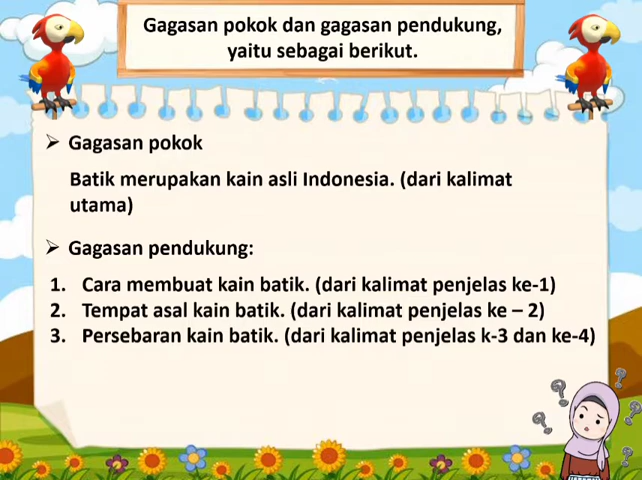 Gagasan pokok dan gagasan pendukung,
yaitu sebagai berikut.
➢ Gagasan pokok
Batik merupakan kain asli Indonesia. (dari kalimat
utama)
➢ Gagasan pendukung:
1. Cara membuat kain batik. (dari kalimat penjelas ke-1)
2. Tempat asal kain batik. (dari kalimat penjelas ke – 2)
3. Persebaran kain batik. (dari kalimat penjelas k-3 dan ke-4)